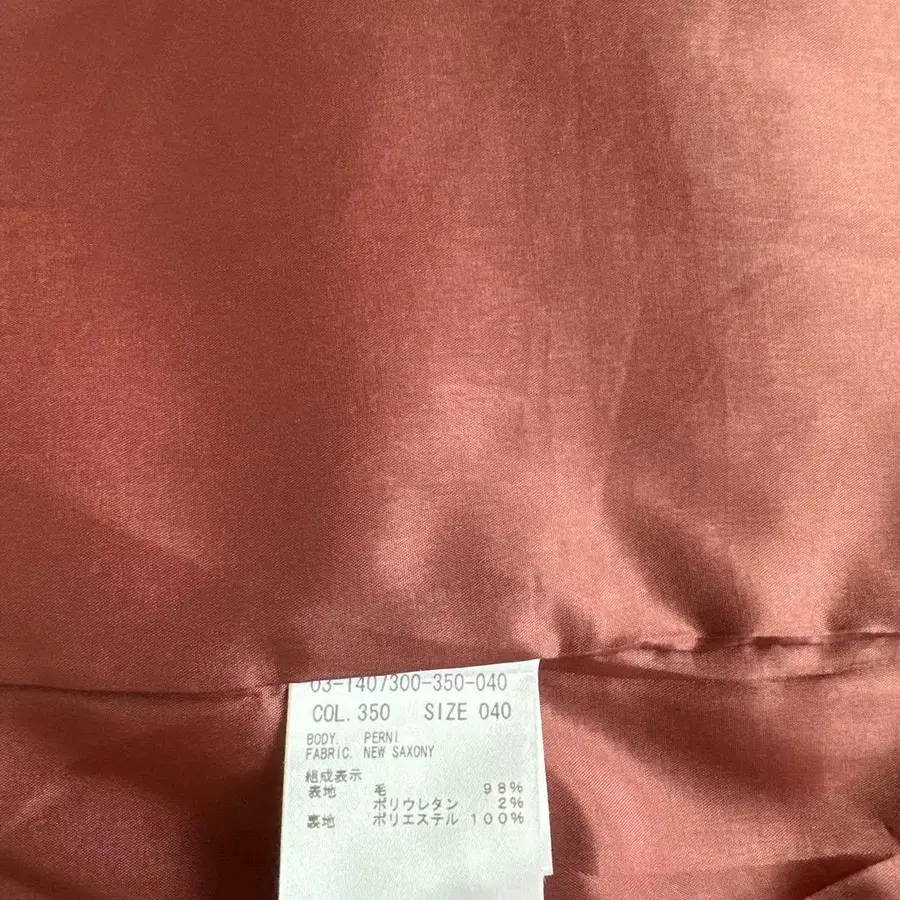 03-1407300-350-040
COL. 350 SIZE 040
BODY. PERNI
FABRIC. NEW SAXONY
組成表示
表地 毛 98%
ポリウレタン 2%
裏地 ポリエステル 100%